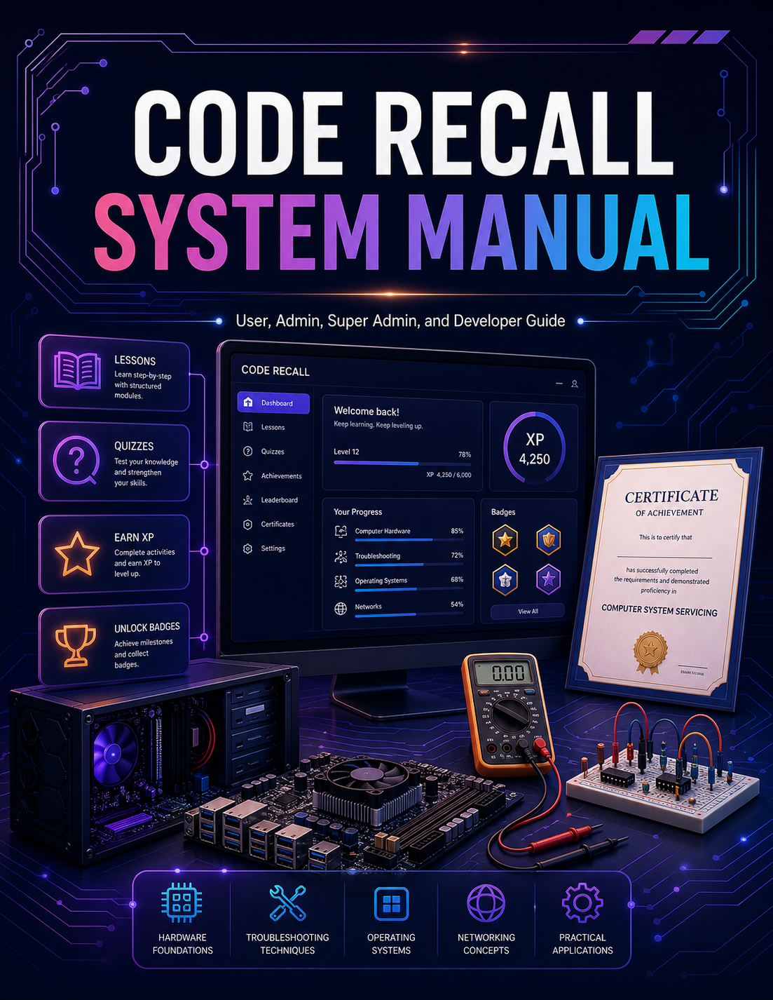 CODE RECALL
SYSTEM MANUAL
User, Admin, Super Admin, and Developer Guide
LESSONS
Learn step-by-step
with structured
modules.
QUIZZES
Test your knowledge
and strengthen
your skills.
EARN XP
Complete activities
and earn XP to
level up.
UNLOCK BADGES
Achieve milestones
and collect
badges.
CODE RECALL
Dashboard
Lessons
Quizzes
Achievements
Leaderboard
Certificates
Settings
Welcome back!
Keep learning. Keep leveling up.
Level 12
78%
XP 4,250 / 6,000
XP
4,250
Your Progress
Computer Hardware 85%
Troubleshooting 72%
Operating Systems 68%
Networks 54%
Badges
View All
CERTIFICATE
OF ACHIEVEMENT
This is to certify that
has successfully completed
the requirements and demonstrated
proficiency in
COMPUTER SYSTEM SERVICING
0.00
HARDWARE
FOUNDATIONS
TROUBLESHOOTING
TECHNIQUES
OPERATING
SYSTEMS
NETWORKING
CONCEPTS
PRACTICAL
APPLICATIONS